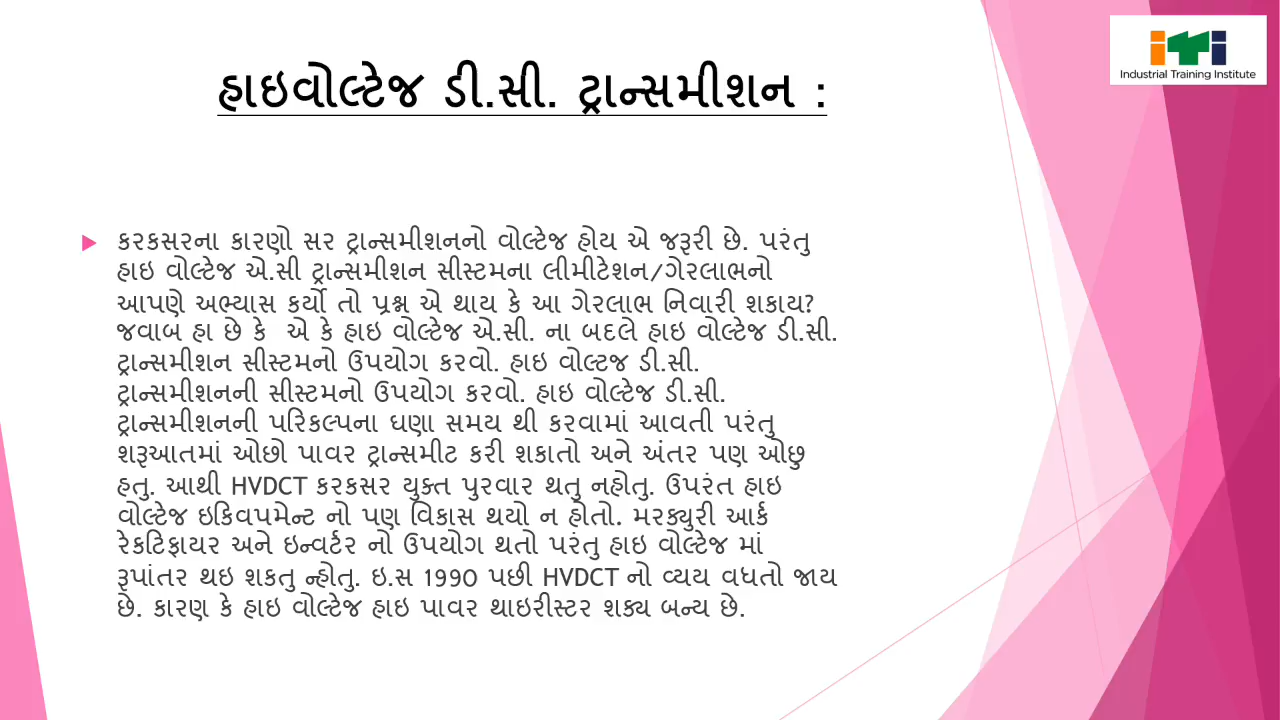 iTi
Industrial Training Institute
હાઇવોલ્ટેજ ડી.સી. ટ્રાન્સમીશન :
કરકસરના કારણો સર ટ્રાન્સમીશનનો વોલ્ટેજ હોય એ જરૂરી છે. પરંતુ
હાઇ વોલ્ટેજ એ.સી ટ્રાન્સમીશન સીસ્ટમના લીમીટેશન/ગેરલાભનો
આપણે અભ્યાસ કર્યો તો પ્રશ્ન એ થાય કે આ ગેરલાભ નિવારી શકાય?
જવાબ હા છે કે એ કે હાઇ વોલ્ટેજ એ.સી. ના બદલે હાઇ વોલ્ટેજ ડી.સી.
ટ્રાન્સમીશન સીસ્ટમનો ઉપયોગ કરવો. હાઇ વોલ્ટજ ડી.સી.
ટ્રાન્સમીશનની સીસ્ટમનો ઉપયોગ કરવો. હાઇ વોલ્ટેજ ડી.સી.
ટ્રાન્સમીશનની પરિકલ્પના ઘણા સમય થી કરવામાં આવતી પરંતુ
શરૂઆતમાં ઓછો પાવર ટ્રાન્સમીટ કરી શકાતો અને અંતર પણ ઓછુ
હતુ. આથી HVDCT કરકસર યુક્ત પુરવાર થતુ નહોતુ. ઉપરંત હાઇ
વોલ્ટેજ ઇકિવપમેન્ટ નો પણ વિકાસ થયો ન હોતો. મરક્યુરી આર્ક
રેકટિફાયર અને ઇન્વર્ટર નો ઉપયોગ થતો પરંતુ હાઇ વોલ્ટેજ માં
રૂપાંતર થઇ શકતુ ન્હોતુ. ઇ.સ 1990 પછી HVDCT નો વ્યય વધતો જાય
છે. કારણ કે હાઇ વોલ્ટેજ હાઇ પાવર થાઇરીસ્ટર શક્ય બન્ય છે.